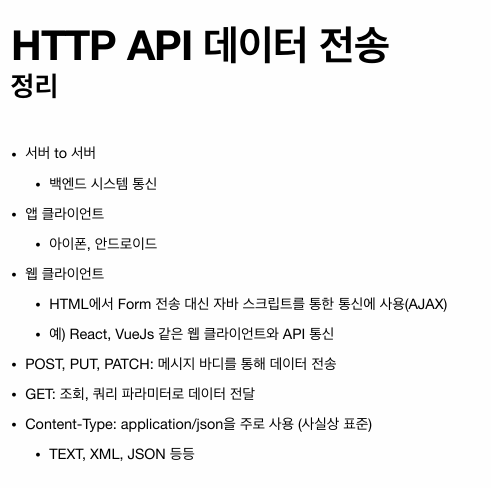 HTTP API 데이터 전송
정리
• 서버 to 서버
• 백엔드 시스템 통신
• 앱 클라이언트
• 아이폰, 안드로이드
• 웹 클라이언트
• HTML에서 Form 전송 대신 자바 스크립트를 통한 통신에 사용(AJAX)
• 예) React, VueJs 같은 웹 클라이언트와 API 통신
• POST, PUT, PATCH: 메시지 바디를 통해 데이터 전송
• GET: 조회, 쿼리 파라미터로 데이터 전달
• Content-Type: application/json을 주로 사용 (사실상 표준)
• TEXT, XML, JSON 등등